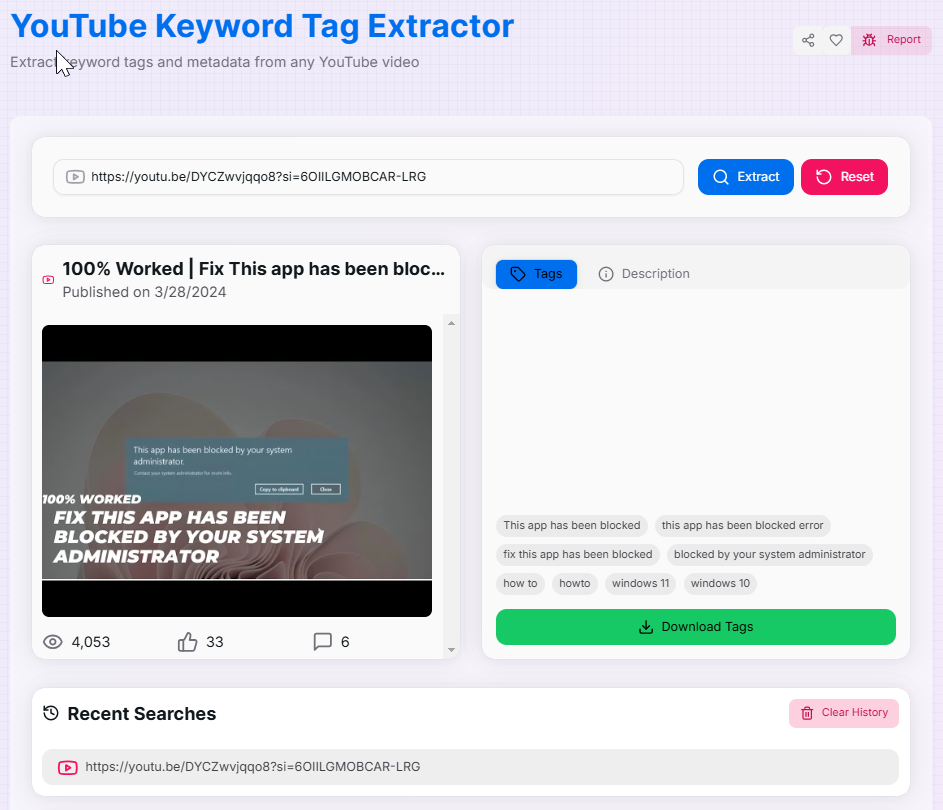 YouTube Keyword Tag Extractor
Extract keyword tags and metadata from any YouTube video
Report
https://youtu.be/DYCZwvjqqo8?si=6OIILGMOBCAR-LRG
Extract
Reset
100% Worked | Fix This app has been bloc...
Published on 3/28/2024
This app has been blocked by your system
administrator.
Contact your system administrator for more info.
Copy to clipboard
Close
100% WORKED
FIX THIS APP HAS BEEN
BLOCKED BY YOUR SYSTEM
ADMINISTRATOR
4,053
33
6
Tags
Description
This app has been blocked
this app has been blocked error
fix this app has been blocked
blocked by your system administrator
how to
howto
windows 11
windows 10
Download Tags
Recent Searches
Clear History
https://youtu.be/DYCZwvjqqo8?si=6OIILGMOBCAR-LRG